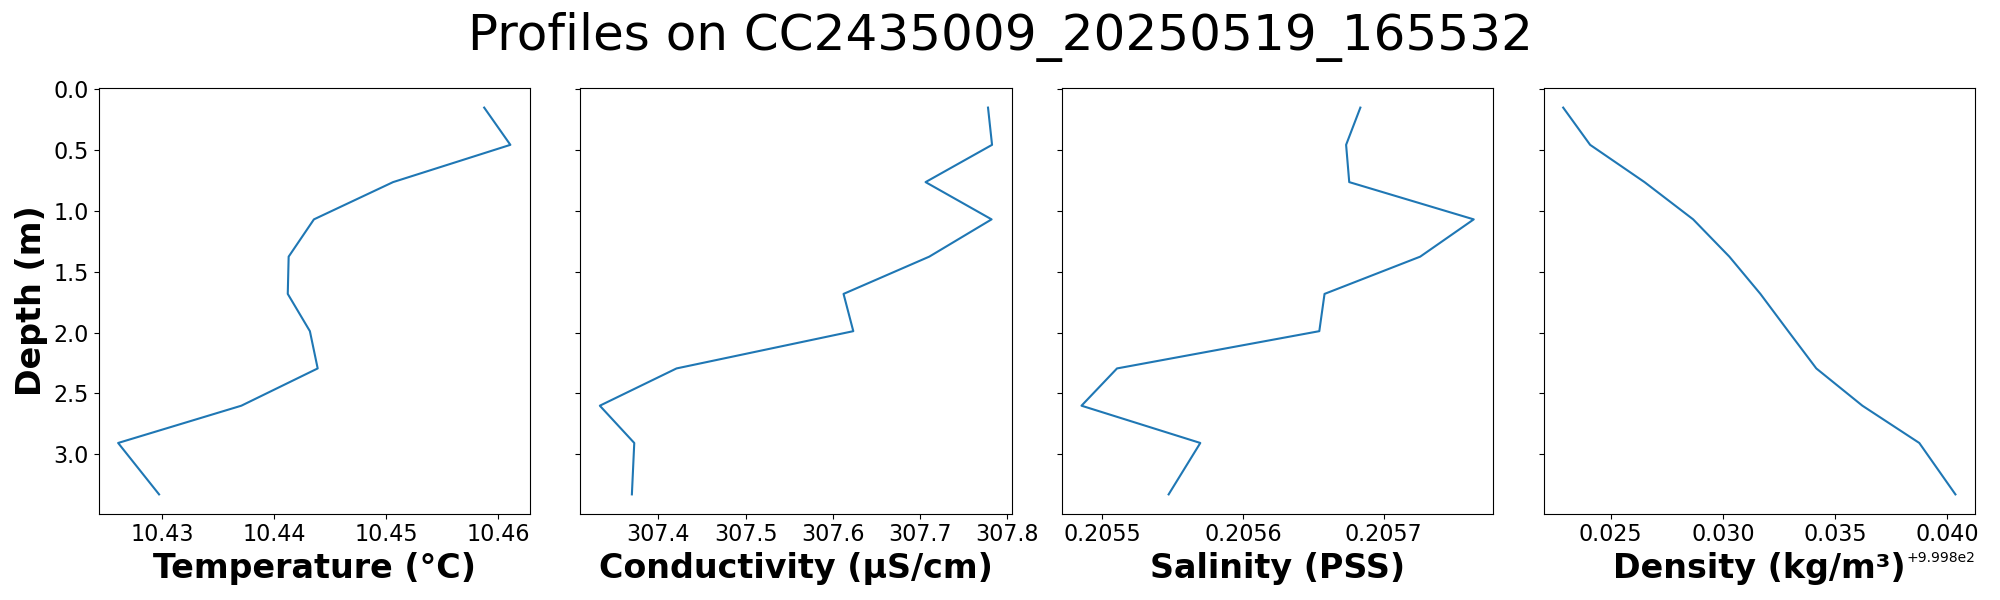 Profiles on CC2435009_20250519_165532
Depth (m)
0.0
0.5
1.0
1.5
2.0
2.5
3.0
10.43 10.44 10.45 10.46
Temperature (°C)
307.4 307.5 307.6 307.7 307.8
Conductivity (µS/cm)
0.2055 0.2056 0.2057
Salinity (PSS)
0.025 0.030 0.035 0.040
Density (kg/m³)
+9.998e2